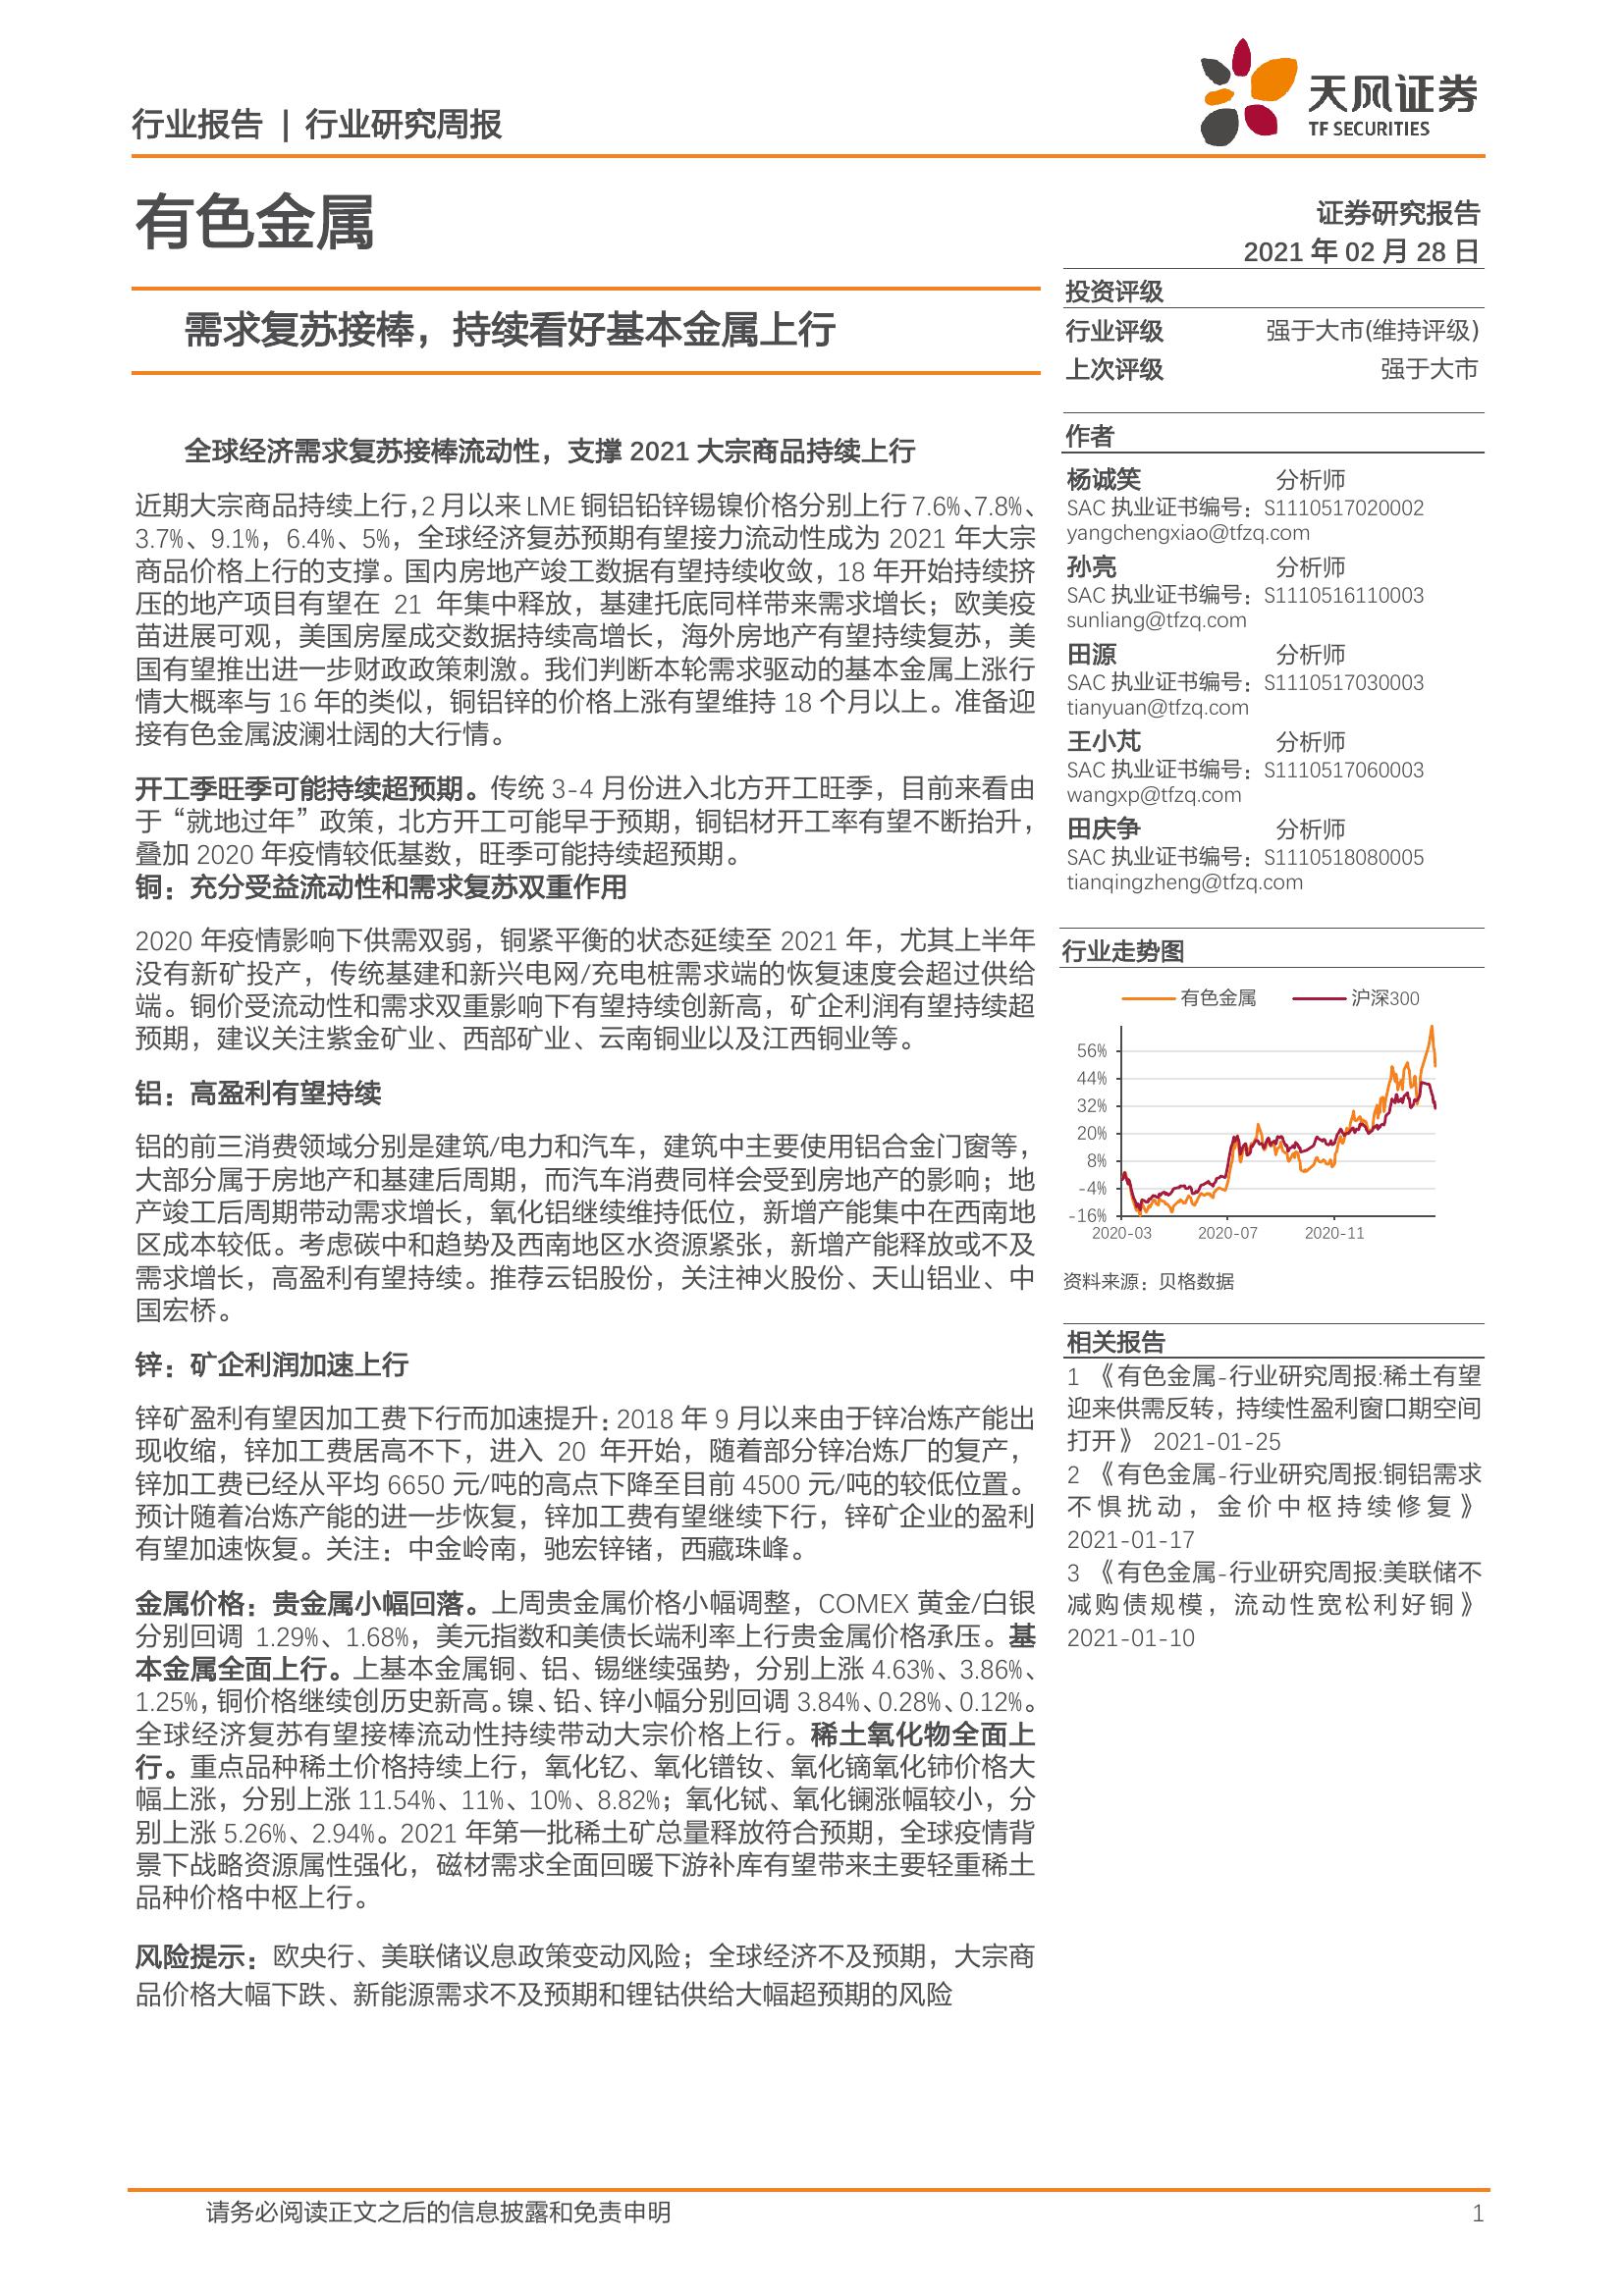 行业报告 | 行业研究周报
天风证券
TF SECURITIES
有色金属
证券研究报告
2021 年 02 月 28 日
需求复苏接棒，持续看好基本金属上行
投资评级
行业评级 强于大市(维持评级)
上次评级 强于大市
全球经济需求复苏接棒流动性，支撑 2021 大宗商品持续上行
近期大宗商品持续上行，2 月以来 LME 铜铝铅锌锡镍价格分别上行 7.6%、7.8%、
3.7%、9.1%，6.4%、5%，全球经济复苏预期有望接力流动性成为 2021 年大宗
商品价格上行的支撑。国内房地产竣工数据有望持续收敛，18 年开始持续挤
压的地产项目有望在 21 年集中释放，基建托底同样带来需求增长；欧美疫
苗进展可观，美国房屋成交数据持续高增长，海外房地产有望持续复苏，美
国有望推出进一步财政政策刺激。我们判断本轮需求驱动的基本金属上涨行
情大概率与 16 年的类似，铜铝锌的价格上涨有望维持 18 个月以上。准备迎
接有色金属波澜壮阔的大行情。
开工季旺季可能持续超预期。传统 3-4 月份进入北方开工旺季，目前来看由
于“就地过年”政策，北方开工可能早于预期，铜铝材开工率有望不断抬升，
叠加 2020 年疫情较低基数，旺季可能持续超预期。
铜：充分受益流动性和需求复苏双重作用
2020 年疫情影响下供需双弱，铜紧平衡的状态延续至 2021 年，尤其上半年
没有新矿投产，传统基建和新兴电网/充电桩需求端的恢复速度会超过供给
端。铜价受流动性和需求双重影响下有望持续创新高，矿企利润有望持续超
预期，建议关注紫金矿业、西部矿业、云南铜业以及江西铜业等。
铝：高盈利有望持续
铝的前三消费领域分别是建筑/电力和汽车，建筑中主要使用铝合金门窗等，
大部分属于房地产和基建后周期，而汽车消费同样会受到房地产的影响；地
产竣工后周期带动需求增长，氧化铝继续维持低位，新增产能集中在西南地
区成本较低。考虑碳中和趋势及西南地区水资源紧张，新增产能释放或不及
需求增长，高盈利有望持续。推荐云铝股份，关注神火股份、天山铝业、中
国宏桥。
锌：矿企利润加速上行
锌矿盈利有望因加工费下行而加速提升：2018 年 9 月以来由于锌冶炼产能出
现收缩，锌加工费居高不下，进入 20 年开始，随着部分锌冶炼厂的复产，
锌加工费已经从平均 6650 元/吨的高点下降至目前 4500 元/吨的较低位置。
预计随着冶炼产能的进一步恢复，锌加工费有望继续下行，锌矿企业的盈利
有望加速恢复。关注：中金岭南，驰宏锌锗，西藏珠峰。
金属价格：贵金属小幅回落。上周贵金属价格小幅调整，COMEX 黄金/白银
分别回调 1.29%、1.68%，美元指数和美债长端利率上行贵金属价格承压。基
本金属全面上行。上基本金属铜、铝、锡继续强势，分别上涨 4.63%、3.86%、
1.25%，铜价格继续创历史新高。镍、铅、锌小幅分别回调 3.84%、0.28%、0.12%。
全球经济复苏有望接棒流动性持续带动大宗价格上行。稀土氧化物全面上
行。重点品种稀土价格持续上行，氧化钇、氧化镨钕、氧化镝氧化铈价格大
幅上涨，分别上涨 11.54%、11%、10%、8.82%；氧化铽、氧化镧涨幅较小，分
别上涨 5.26%、2.94%。2021 年第一批稀土矿总量释放符合预期，全球疫情背
景下战略资源属性强化，磁材需求全面回暖下游补库有望带来主要轻重稀土
品种价格中枢上行。
风险提示：欧央行、美联储议息政策变动风险；全球经济不及预期，大宗商
品价格大幅下跌、新能源需求不及预期和锂钴供给大幅超预期的风险
作者
杨诚笑 分析师
SAC 执业证书编号：S1110517020002
yangchengxiao@tfzq.com
孙亮 分析师
SAC 执业证书编号：S1110516110003
sunliang@tfzq.com
田源 分析师
SAC 执业证书编号：S1110517030003
tianyuan@tfzq.com
王小芃 分析师
SAC 执业证书编号：S1110517060003
wangxp@tfzq.com
田庆争 分析师
SAC 执业证书编号：S1110518080005
tianqingzheng@tfzq.com
行业走势图
有色金属 沪深300
56%
44%
32%
20%
8%
-4%
-16%
2020-03 2020-07 2020-11
资料来源：贝格数据
相关报告
1 《有色金属-行业研究周报:稀土有望
迎来供需反转，持续性盈利窗口期空间
打开》 2021-01-25
2 《有色金属-行业研究周报:铜铝需求
不惧扰动，金价中枢持续修复》
2021-01-17
3 《有色金属-行业研究周报:美联储不
减购债规模，流动性宽松利好铜》
2021-01-10
请务必阅读正文之后的信息披露和免责申明 1